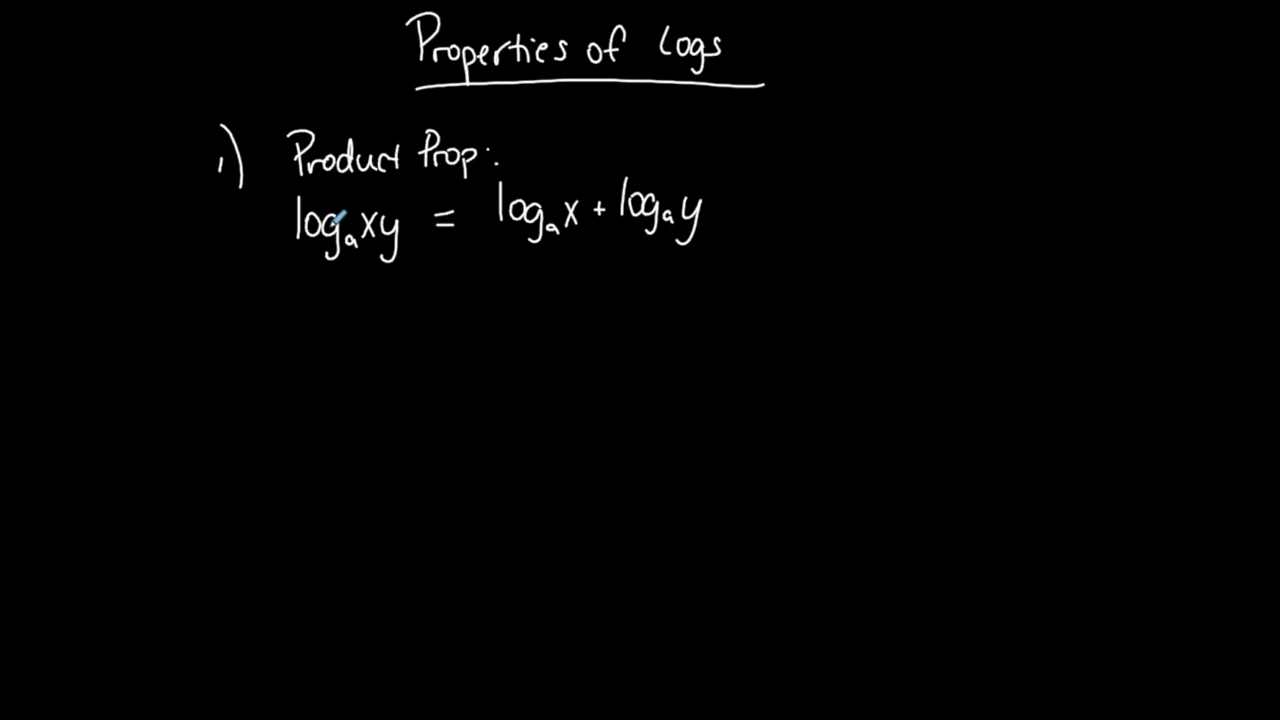 Properties of logs
1) Product Prop:
logₐxy = logₐx + logₐy